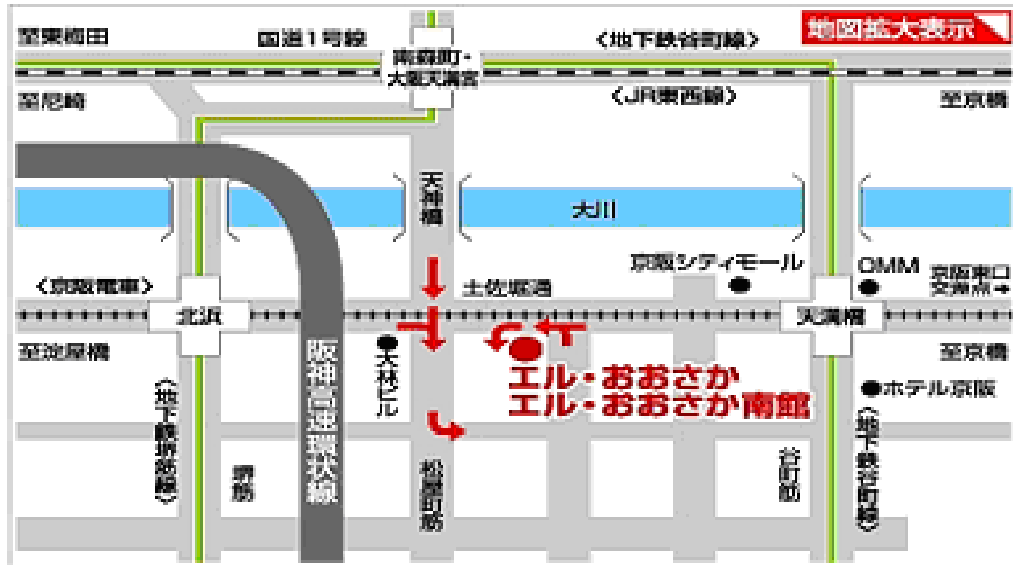 地図拡大表示
至東梅田
国道1号線
〈地下鉄谷町線〉
南森町・
大阪天満宮
至尼崎
〈JR東西線〉
至京橋
天神橋
大川
京阪シティモール
OMM
京阪東口
交差点→
〈京阪電車〉
土佐堀通
北浜
天満橋
至淀屋橋
大林ビル
至京橋
エル・おおさか
エル・おおさか南館
ホテル京阪
〈地下鉄堺筋線〉
堺筋
阪神高速環状線
松屋町筋
谷町筋
〈地下鉄谷町線〉